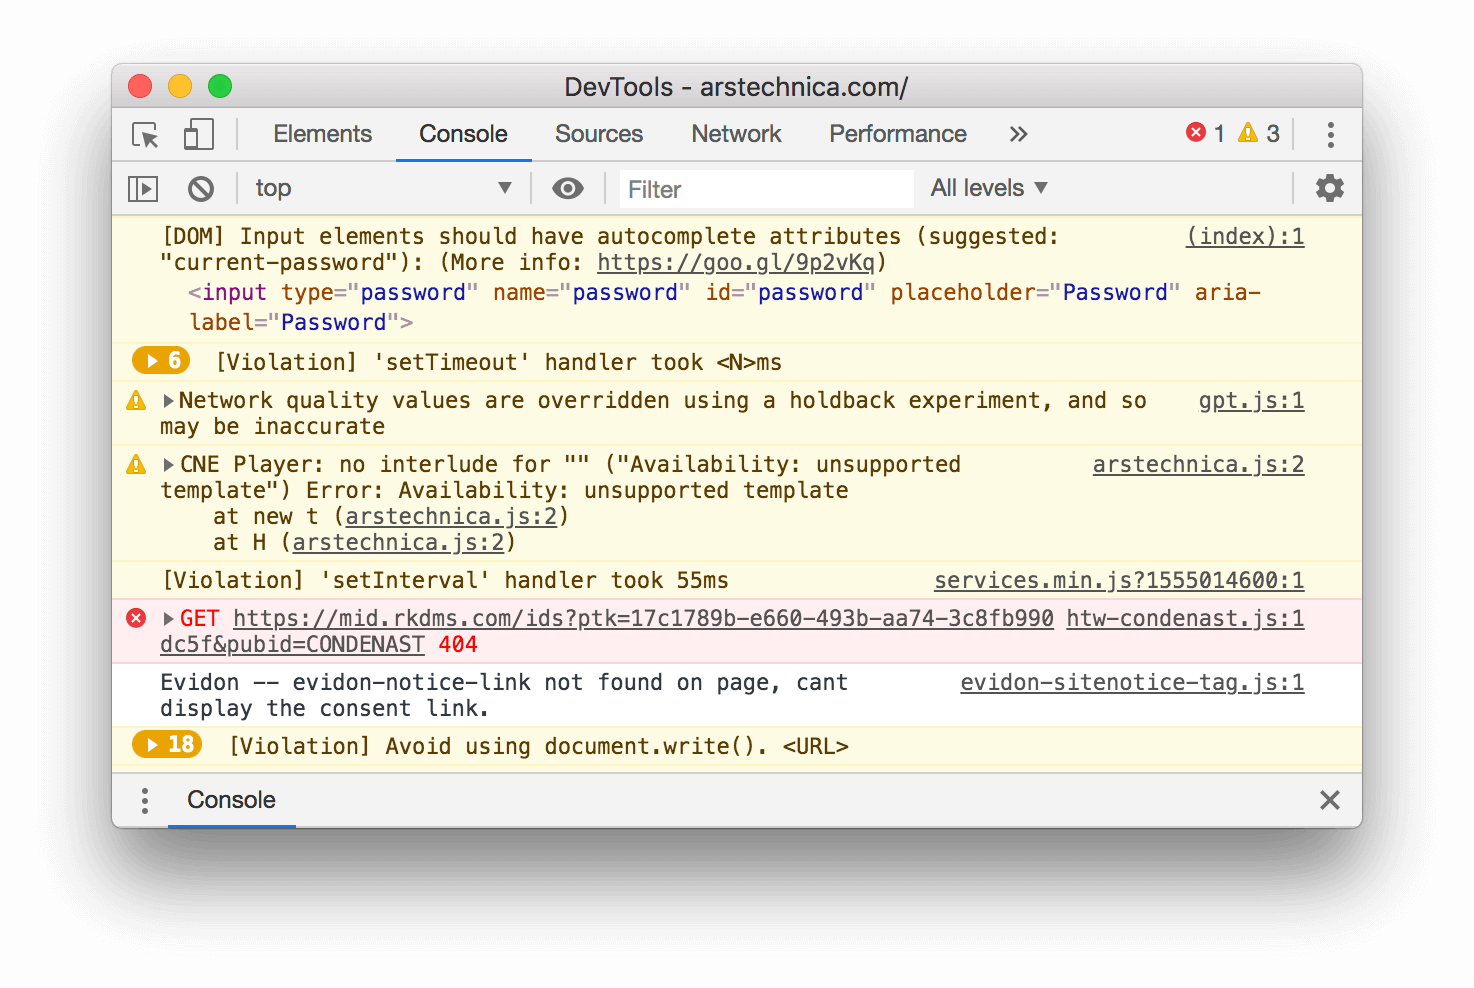 DevTools - arstechnica.com/
Elements Console Sources Network Performance » 1 3
top Filter All levels
[DOM] Input elements should have autocomplete attributes (suggested: (index):1
"current-password"): (More info: https://goo.gl/9p2vKq)
<input type="password" name="password" id="password" placeholder="Password" aria-
label="Password">
6 [Violation] 'setTimeout' handler took <N>ms
Network quality values are overridden using a holdback experiment, and so gpt.js:1
may be inaccurate
CNE Player: no interlude for "" ("Availability: unsupported arstechnica.js:2
template") Error: Availability: unsupported template
at new t (arstechnica.js:2)
at H (arstechnica.js:2)
[Violation] 'setInterval' handler took 55ms services.min.js?1555014600:1
GET https://mid.rkdms.com/ids?ptk=17c1789b-e660-493b-aa74-3c8fb990 htw-condenast.js:1
dc5f&pubid=CONDENAST 404
Evidon -- evidon-notice-link not found on page, cant evidon-sitenotice-tag.js:1
display the consent link.
18 [Violation] Avoid using document.write(). <URL>
Console